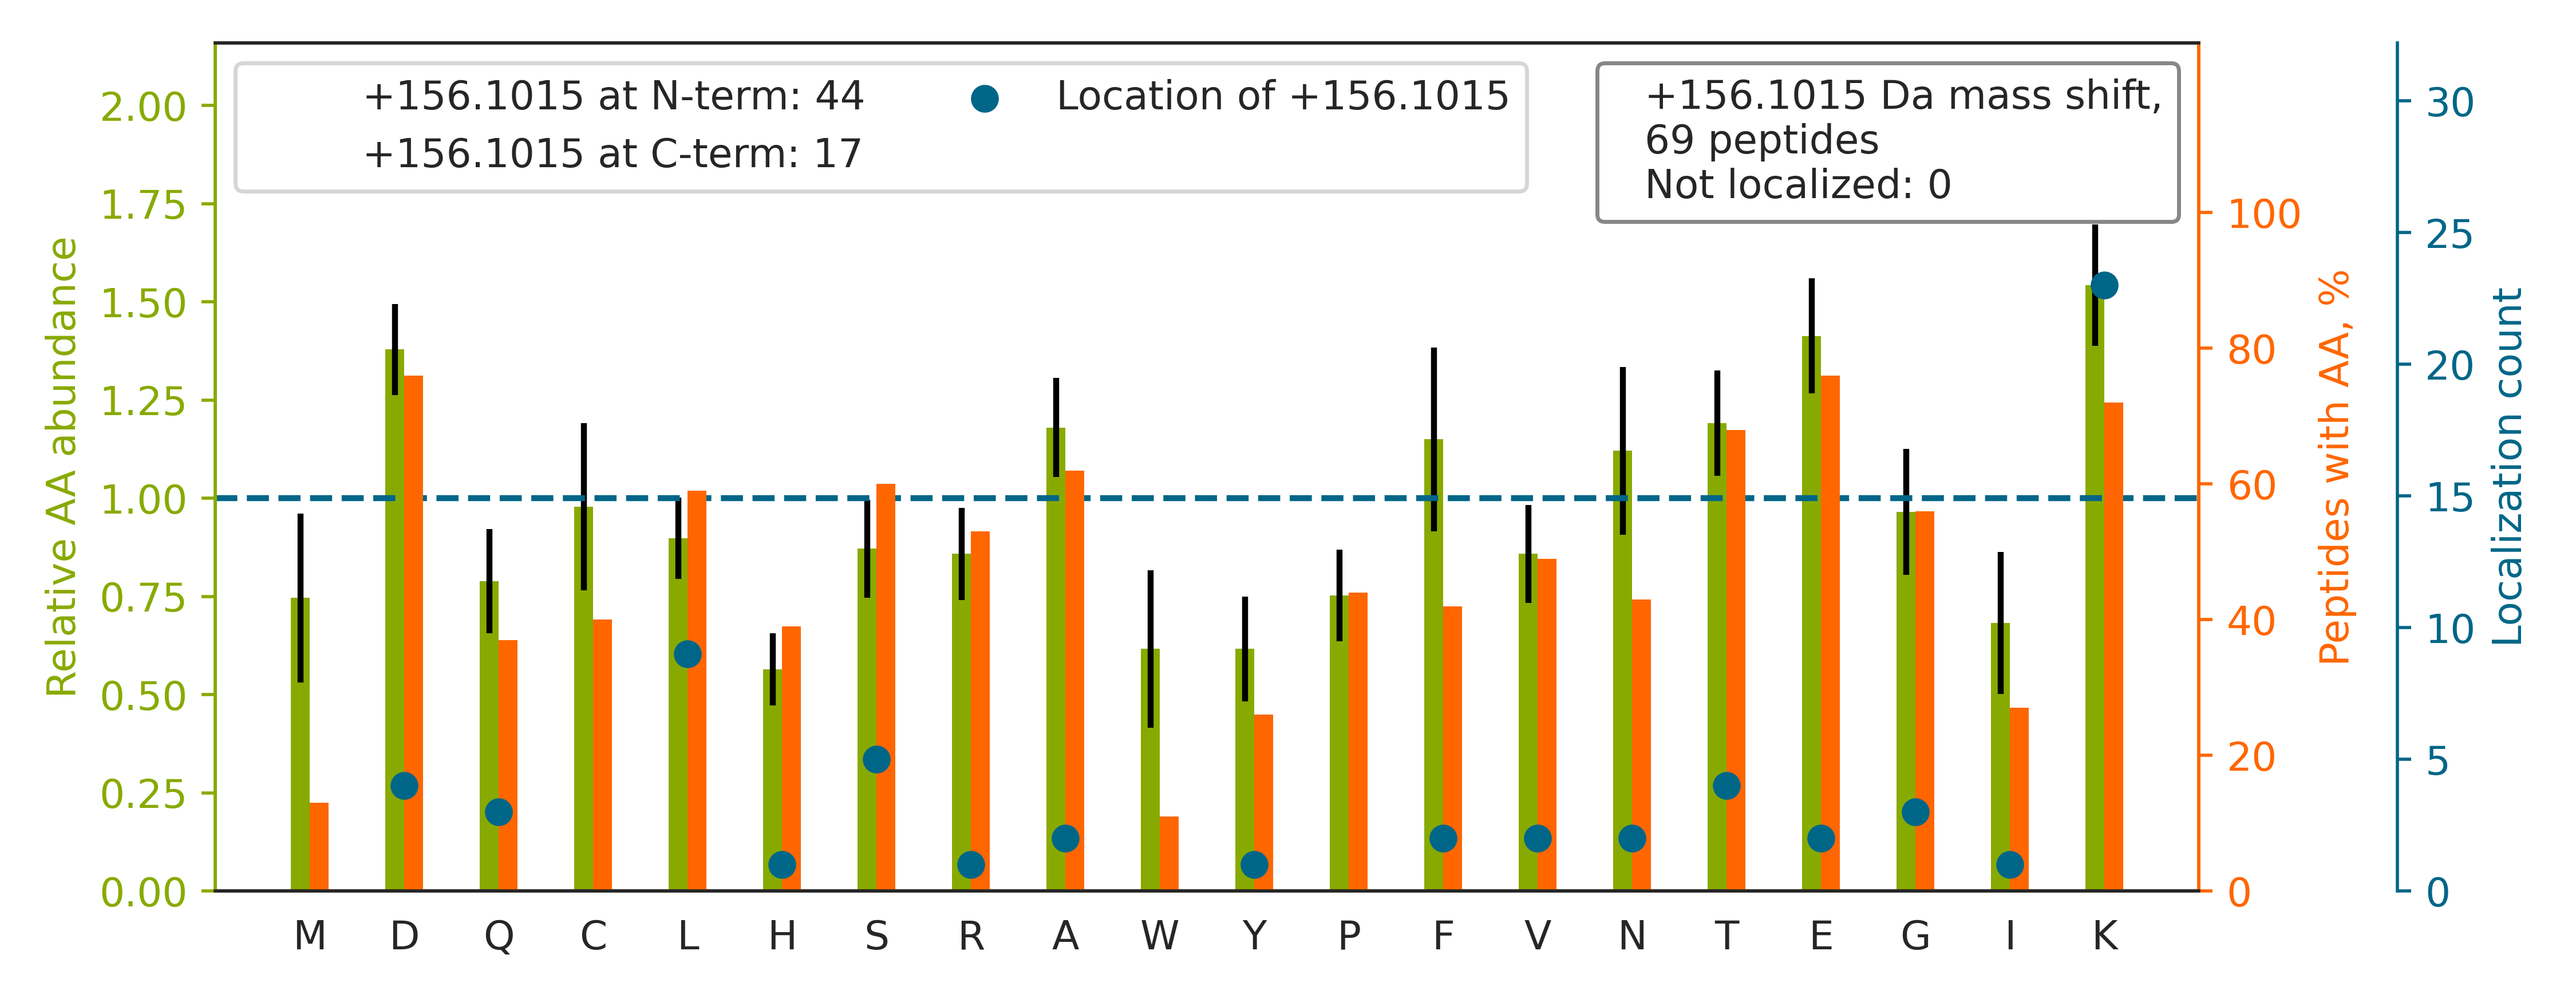 +156.1015 at N-term: 44
+156.1015 at C-term: 17
Location of +156.1015
+156.1015 Da mass shift,
69 peptides
Not localized: 0
Relative AA abundance
2.00
1.75
1.50
1.25
1.00
0.75
0.50
0.25
0.00
M D Q C L H S R A W Y P F V N T E G I K
100
80
60
40
20
0
Peptides with AA, %
30
25
20
15
10
5
0
Localization count